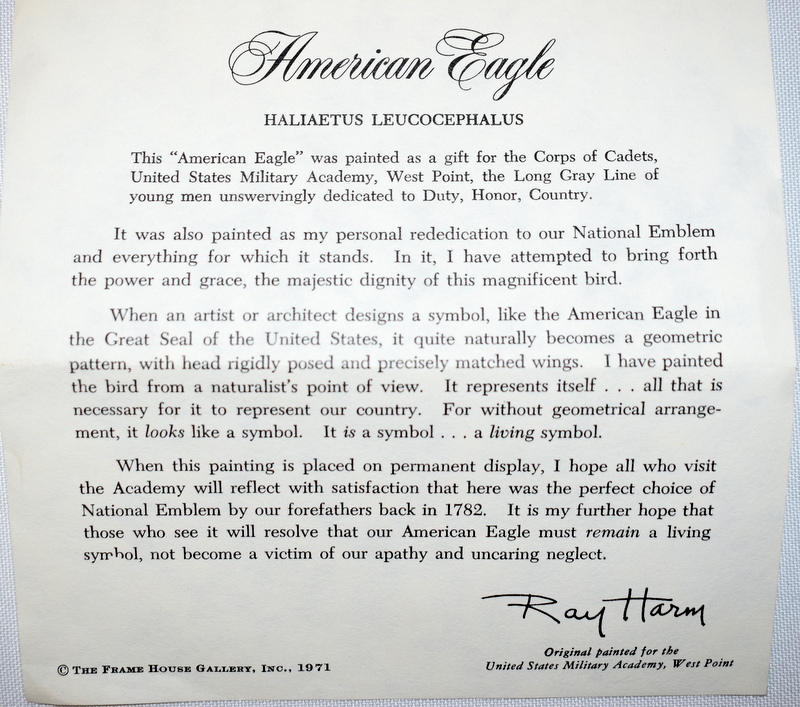 American Eagle
HALIAETUS LEUCOCEPHALUS
This “American Eagle” was painted as a gift for the Corps of Cadets,
United States Military Academy, West Point, the Long Gray Line of
young men unswervingly dedicated to Duty, Honor, Country.
It was also painted as my personal rededication to our National Emblem
and everything for which it stands. In it, I have attempted to bring forth
the power and grace, the majestic dignity of this magnificent bird.
When an artist or architect designs a symbol, like the American Eagle in
the Great Seal of the United States, it quite naturally becomes a geometric
pattern, with head rigidly posed and precisely matched wings. I have painted
the bird from a naturalist's point of view. It represents itself . . . all that is
necessary for it to represent our country. For without geometrical arrange-
ment, it looks like a symbol. It is a symbol . . . a living symbol.
When this painting is placed on permanent display, I hope all who visit
the Academy will reflect with satisfaction that here was the perfect choice of
National Emblem by our forefathers back in 1782. It is my further hope that
those who see it will resolve that our American Eagle must remain a living
symbol, not become a victim of our apathy and uncaring neglect.
Ray Harm
Original painted for the
United States Military Academy, West Point
© THE FRAME HOUSE GALLERY, INC., 1971